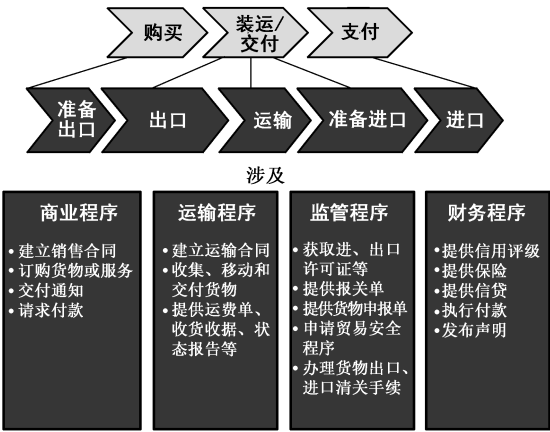 购买
装运/
交付
支付
准备
出口
出口
运输
准备进口
进口
涉及
商业程序
• 建立销售合同
• 订购货物或服务
• 交付通知
• 请求付款
运输程序
• 建立运输合同
• 收集、移动和
交付货物
• 提供运费单、
收货收据、状
态报告等
监管程序
• 获取进、出口
许可证等
• 提供报关单
• 提供货物申报单
• 申请贸易安全
程序
• 办理货物出口、
进口清关手续
财务程序
• 提供信用评级
• 提供保险
• 提供信贷
• 执行付款
• 发布声明